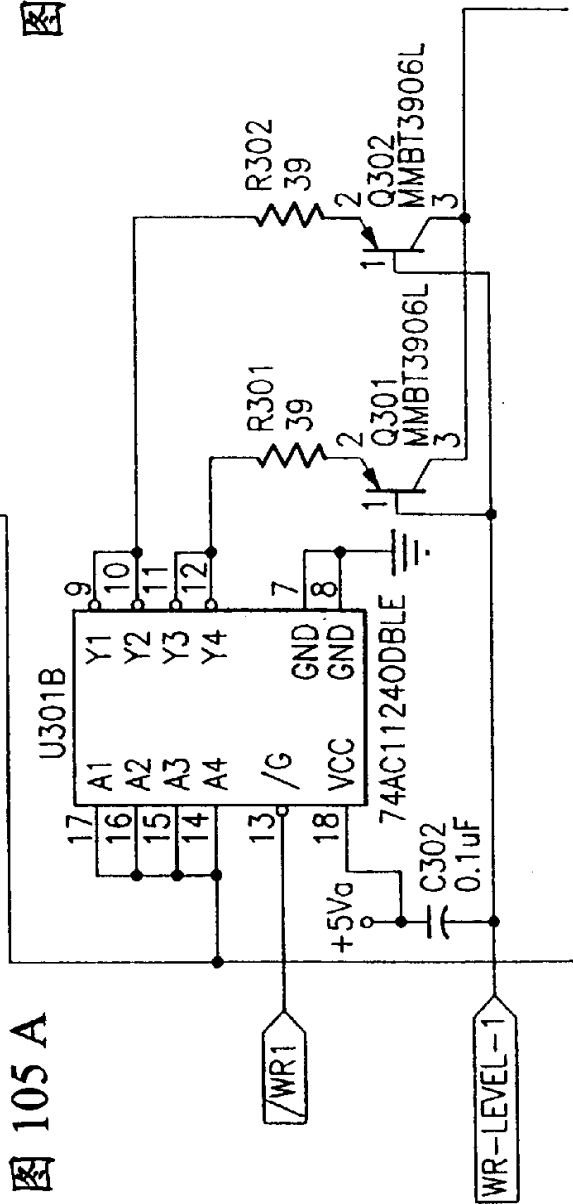 图 105 A
图
U301B
17 A1 Y1 9
16 A2 Y2 10
15 A3 Y3 11
14 A4 Y4 12
13 /G GND 7
18 VCC GND 8
74AC11240DBLE
/WR1
+5Va
C302
0.1uF
WR-LEVEL-1
R301
39
R302
39
1 2 3
Q301
MMBT3906L
1 2 3
Q302
MMBT3906L